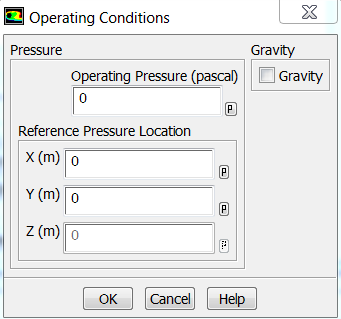 Operating Conditions
Pressure
Gravity
Operating Pressure (pascal)
0
P
Gravity
Reference Pressure Location
X (m)
0
P
Y (m)
0
P
Z (m)
0
P
OK
Cancel
Help